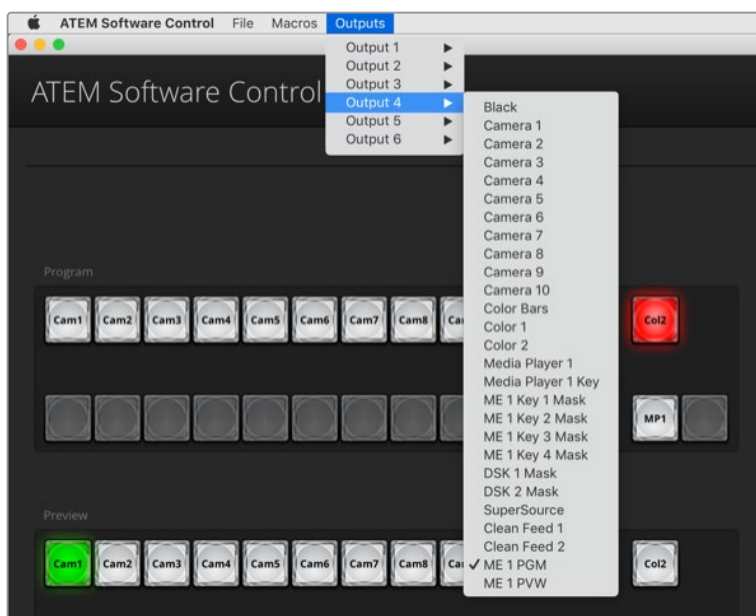 ATEM Software Control File Macros Outputs
Output 1
Output 2
Output 3
Output 4
Output 5
Output 6
ATEM Software Control
Black
Camera 1
Camera 2
Camera 3
Camera 4
Camera 5
Camera 6
Camera 7
Camera 8
Camera 9
Camera 10
Color Bars
Color 1
Color 2
Media Player 1
Media Player 1 Key
ME 1 Key 1 Mask
ME 1 Key 2 Mask
ME 1 Key 3 Mask
ME 1 Key 4 Mask
DSK 1 Mask
DSK 2 Mask
SuperSource
Clean Feed 1
Clean Feed 2
✓ ME 1 PGM
ME 1 PVW
Program
Cam1 Cam2 Cam3 Cam4 Cam5 Cam6 Cam7 Cam8 Col2
MP1
Preview
Cam1 Cam2 Cam3 Cam4 Cam5 Cam6 Cam7 Cam8 Col2